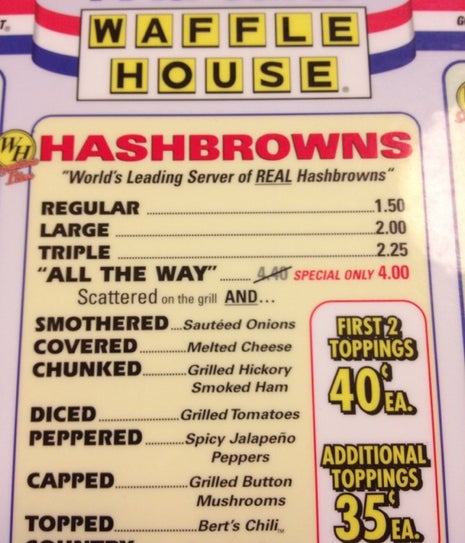 WAFFLE
HOUSE®
WH
HASHBROWNS
"World's Leading Server of REAL Hashbrowns"
REGULAR 1.50
LARGE 2.00
TRIPLE 2.25
"ALL THE WAY" 4.40 SPECIAL ONLY 4.00
Scattered on the grill AND...
SMOTHERED Sautéed Onions
COVERED Melted Cheese
CHUNKED Grilled Hickory
Smoked Ham
DICED Grilled Tomatoes
PEPPERED Spicy Jalapeño
Peppers
CAPPED Grilled Button
Mushrooms
TOPPED Bert's Chili™
FIRST 2
TOPPINGS
40¢ EA.
ADDITIONAL
TOPPINGS
35¢ EA.